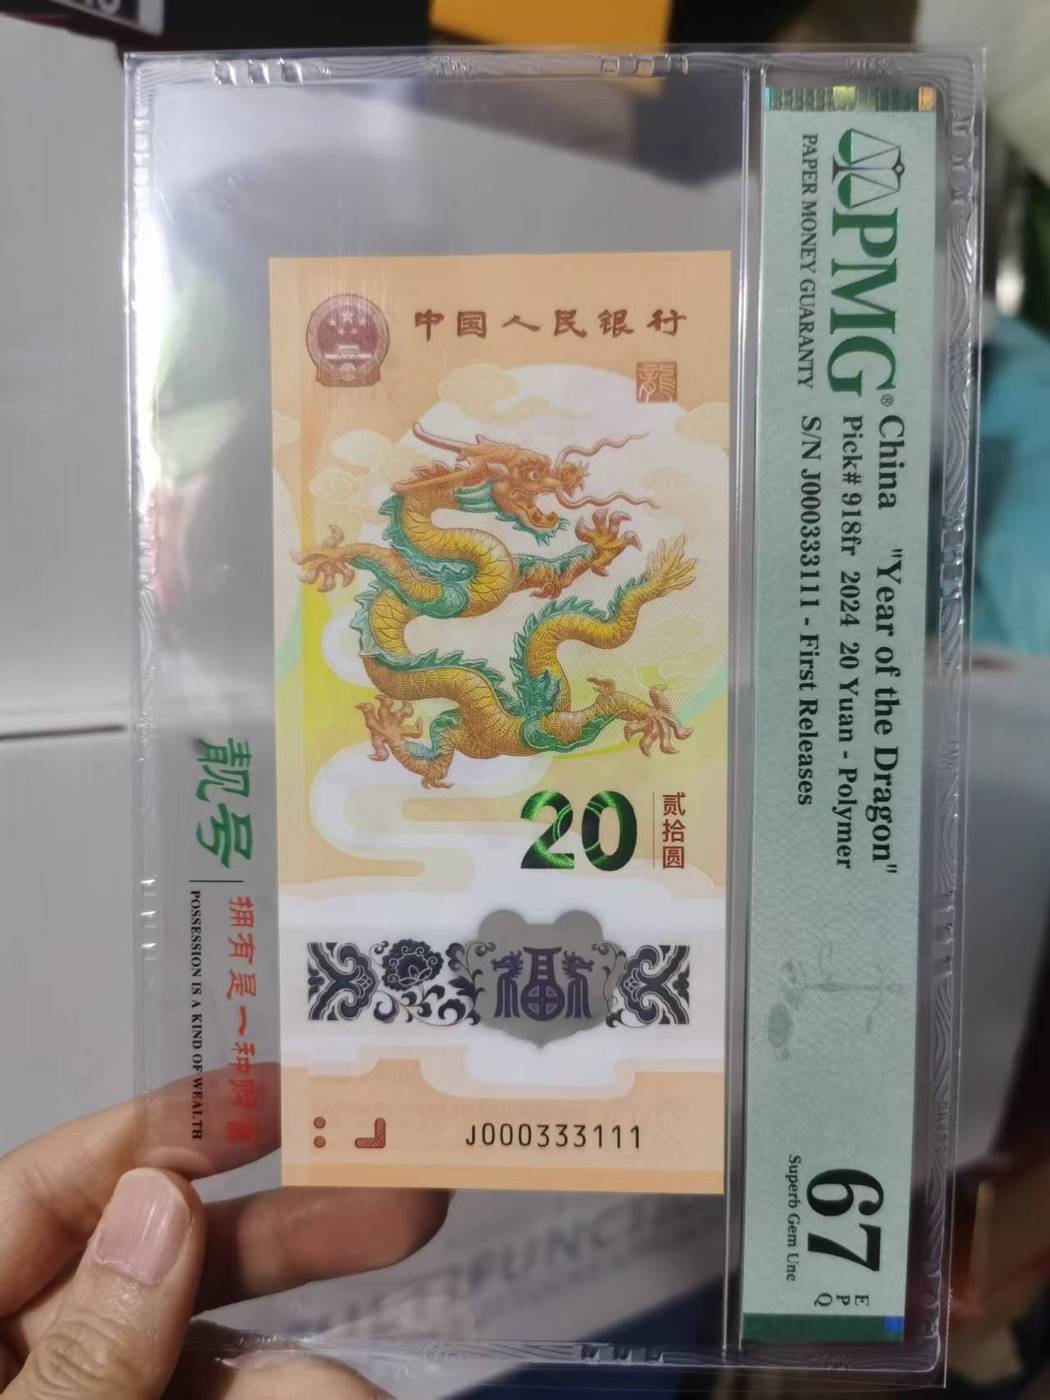 中国人民银行
龍
20
贰拾圆
福
J000333111
PMG®
PAPER MONEY GUARANTY
China "Year of the Dragon"
Pick# 918fr 2024 20 Yuan - Polymer
S/N J000333111 - First Releases
67
EPQ
Superb Gem Unc
靓号
拥有是一种财富
POSSESSION IS A KIND OF WEALTH